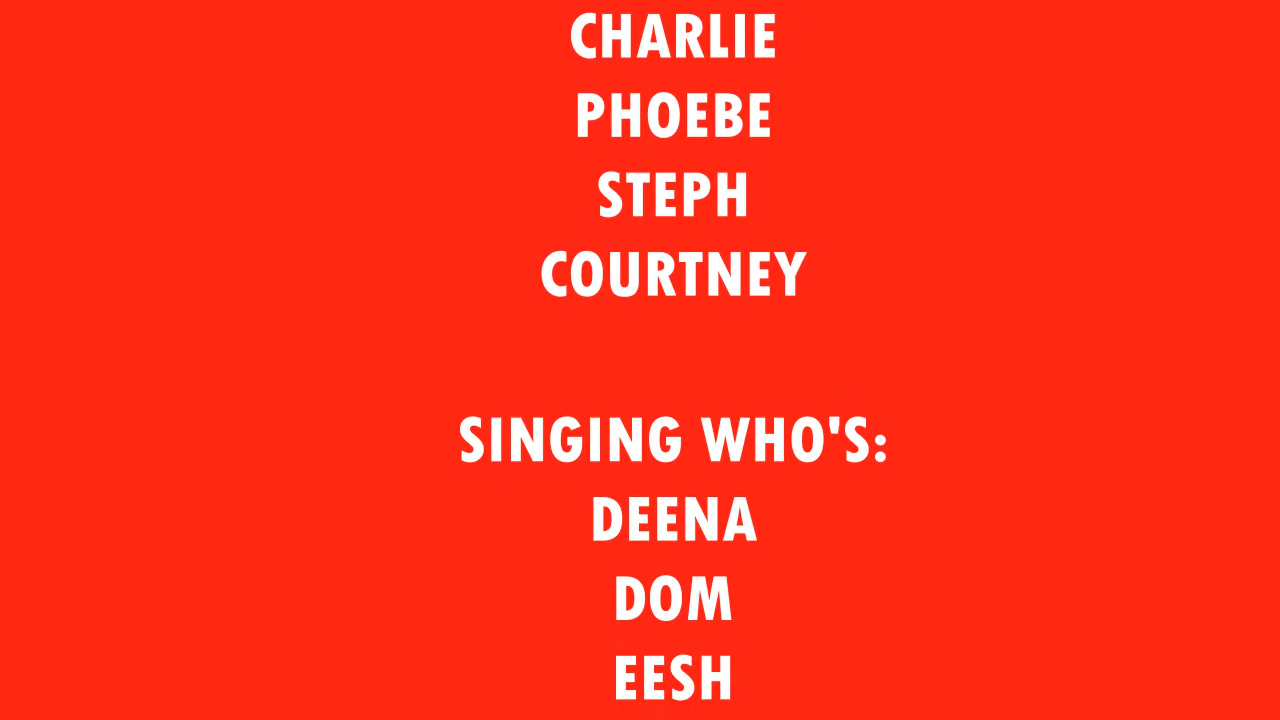 CHARLIE
PHOEBE
STEPH
COURTNEY
SINGING WHO'S:
DEENA
DOM
EESH